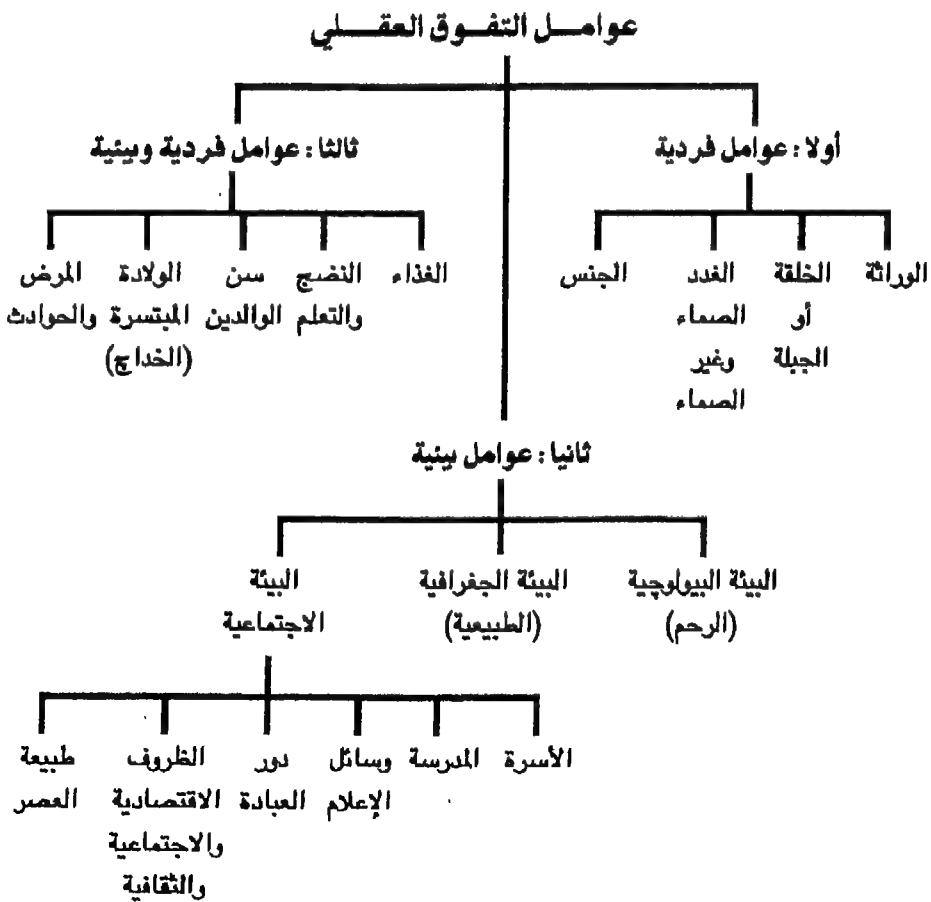 عوامل التفوق العقلي
أولا : عوامل فردية
الوراثة
الخلقة
أو
الجبلة
الغدد
الصماء
وغير
الصماء
الجنس
ثالثا : عوامل فردية وبيئية
الغذاء
النضج
والتعلم
سن
الوالدين
الولادة
المبتسرة
(الخداج)
المرض
والحوادث
ثانيا : عوامل بيئية
البيئة البيولوجية
(الرحم)
البيئة الجغرافية
(الطبيعية)
البيئة
الاجتماعية
الأسرة
المدرسة
وسائل
الإعلام
دور
العبادة
الظروف
الاقتصادية
والاجتماعية
والثقافية
طبيعة
العصر